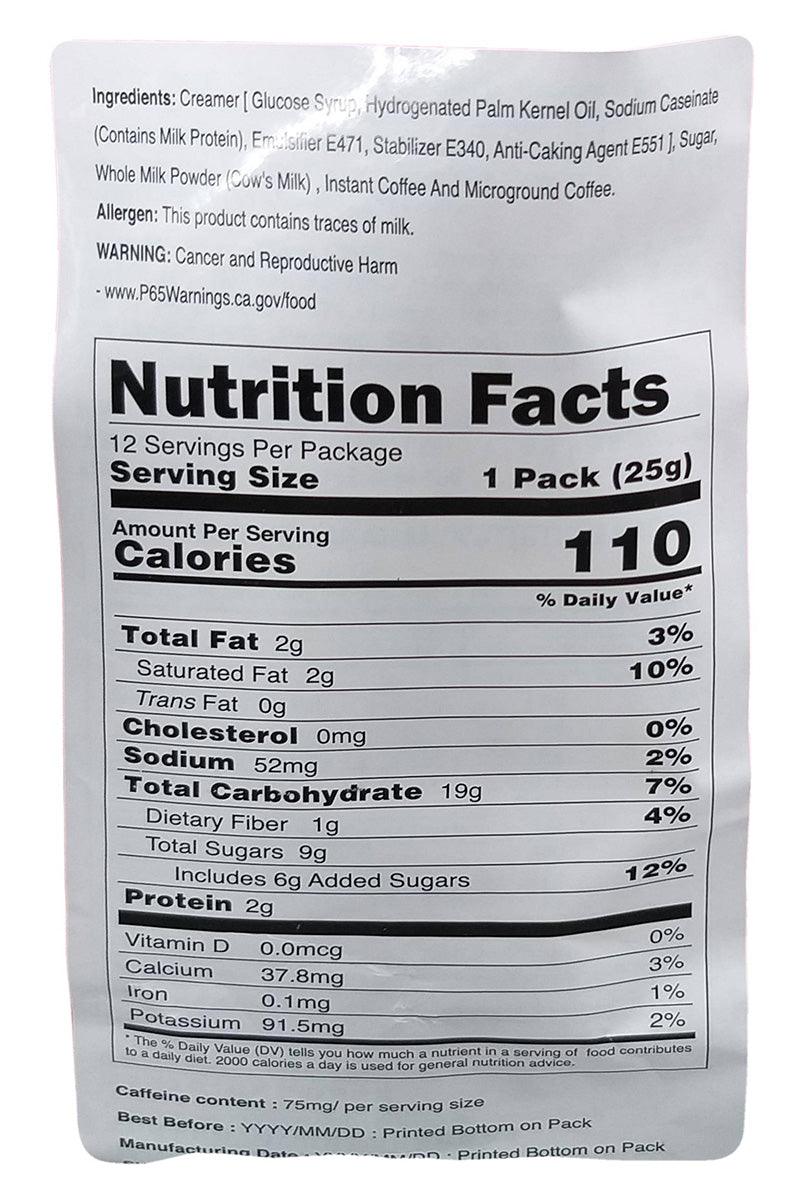 Ingredients: Creamer [ Glucose Syrup, Hydrogenated Palm Kernel Oil, Sodium Caseinate
(Contains Milk Protein), Emulsifier E471, Stabilizer E340, Anti-Caking Agent E551 ], Sugar,
Whole Milk Powder (Cow's Milk) , Instant Coffee And Microground Coffee.
Allergen: This product contains traces of milk.
WARNING: Cancer and Reproductive Harm
- www.P65Warnings.ca.gov/food
Nutrition Facts
12 Servings Per Package
Serving Size 1 Pack (25g)
Amount Per Serving
Calories 110
% Daily Value*
Total Fat 2g 3%
Saturated Fat 2g 10%
Trans Fat 0g
Cholesterol 0mg 0%
Sodium 52mg 2%
Total Carbohydrate 19g 7%
Dietary Fiber 1g 4%
Total Sugars 9g
Includes 6g Added Sugars 12%
Protein 2g
Vitamin D 0.0mcg 0%
Calcium 37.8mg 3%
Iron 0.1mg 1%
Potassium 91.5mg 2%
* The % Daily Value (DV) tells you how much a nutrient in a serving of food contributes
to a daily diet. 2000 calories a day is used for general nutrition advice.
Caffeine content : 75mg/ per serving size
Best Before : YYYY/MM/DD : Printed Bottom on Pack
Manufacturing Date : Printed Bottom on Pack